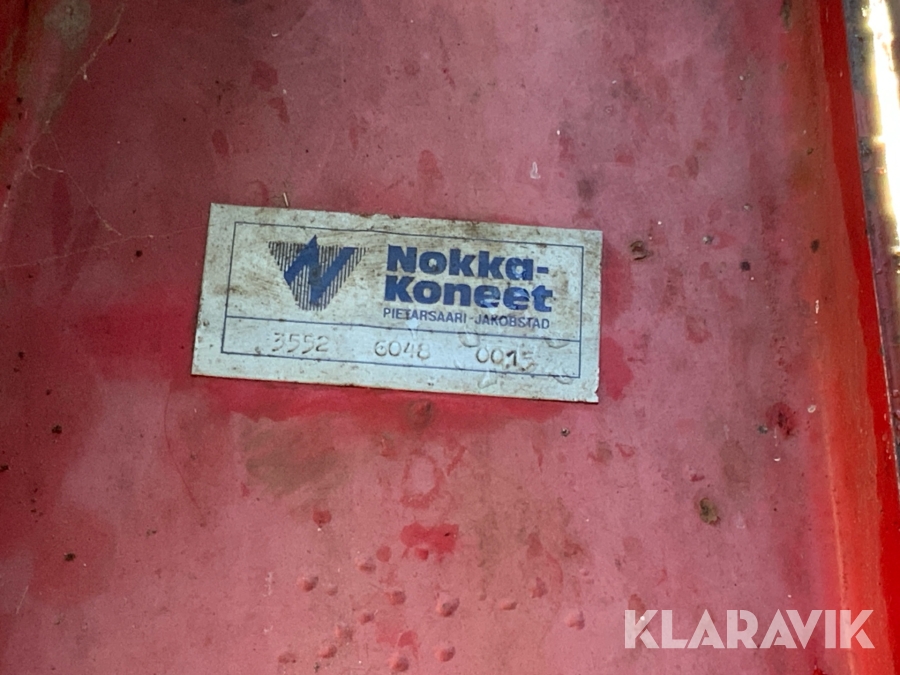 Nokka-
Koneet
PIETARSAARI-JAKOBSTAD
3552 6048 0015
KLARAVIK